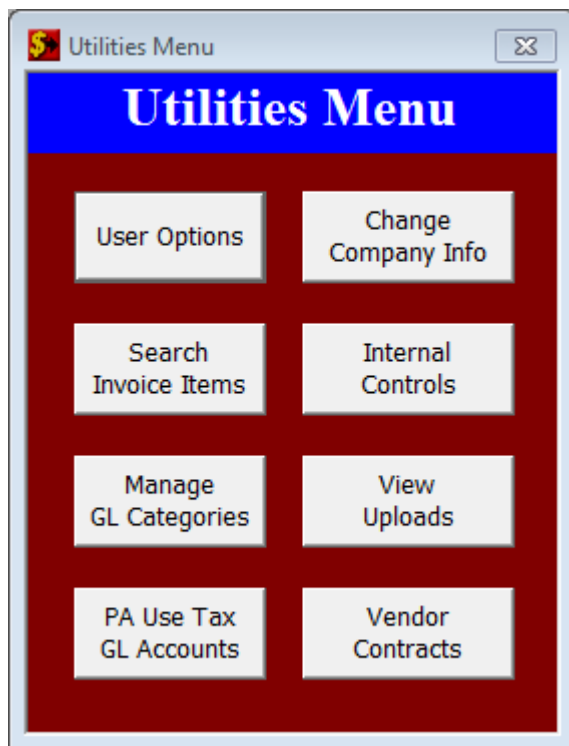 Utilities Menu
Utilities Menu
User Options
Change
Company Info
Search
Invoice Items
Internal
Controls
Manage
GL Categories
View
Uploads
PA Use Tax
GL Accounts
Vendor
Contracts